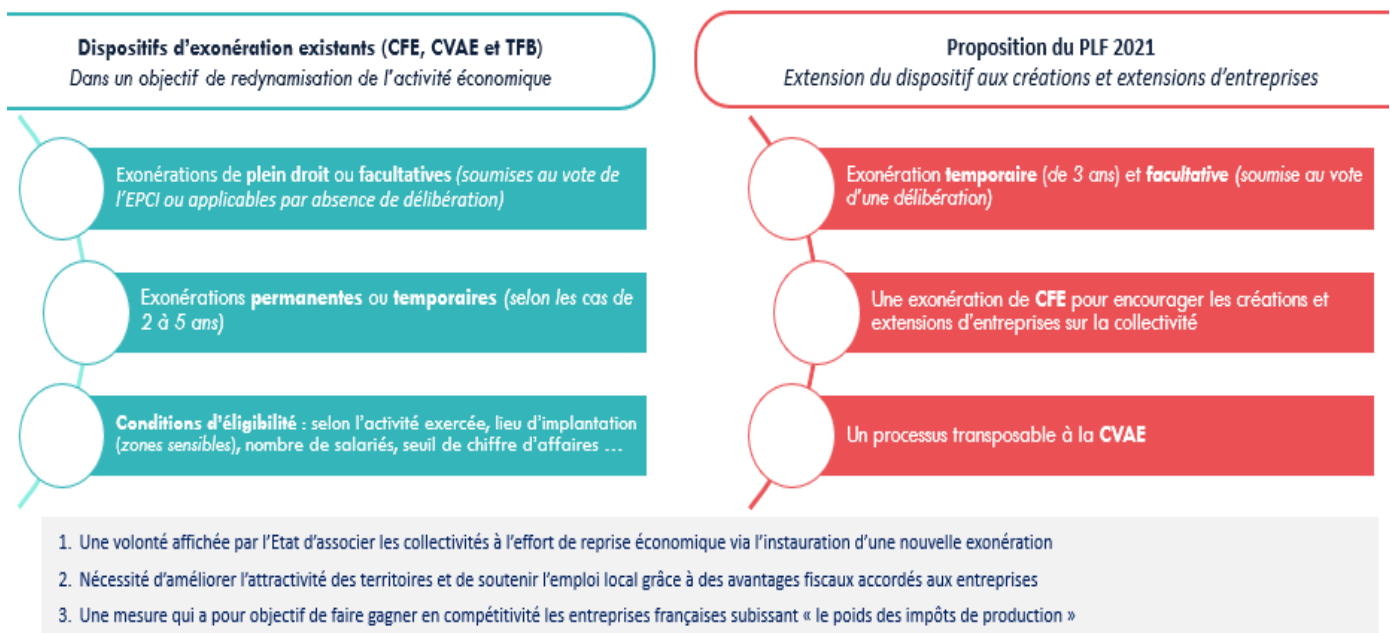 Dispositifs d'exonération existants (CFE, CVAE et TFB)
Dans un objectif de redynamisation de l'activité économique
Exonérations de plein droit ou facultatives (soumises au vote de
l'EPCI ou applicables par absence de délibération)
Exonérations permanentes ou temporaires (selon les cas de
2 à 5 ans)
Conditions d'éligibilité : selon l'activité exercée, lieu d'implantation
(zones sensibles), nombre de salariés, seuil de chiffre d'affaires ...
Proposition du PLF 2021
Extension du dispositif aux créations et extensions d'entreprises
Exonération temporaire (de 3 ans) et facultative (soumise au vote
d'une délibération)
Une exonération de CFE pour encourager les créations et
extensions d'entreprises sur la collectivité
Un processus transposable à la CVAE
1. Une volonté affichée par l'Etat d'associer les collectivités à l'effort de reprise économique via l'instauration d'une nouvelle exonération
2. Nécessité d'améliorer l'attractivité des territoires et de soutenir l'emploi local grâce à des avantages fiscaux accordés aux entreprises
3. Une mesure qui a pour objectif de faire gagner en compétitivité les entreprises françaises subissant « le poids des impôts de production »